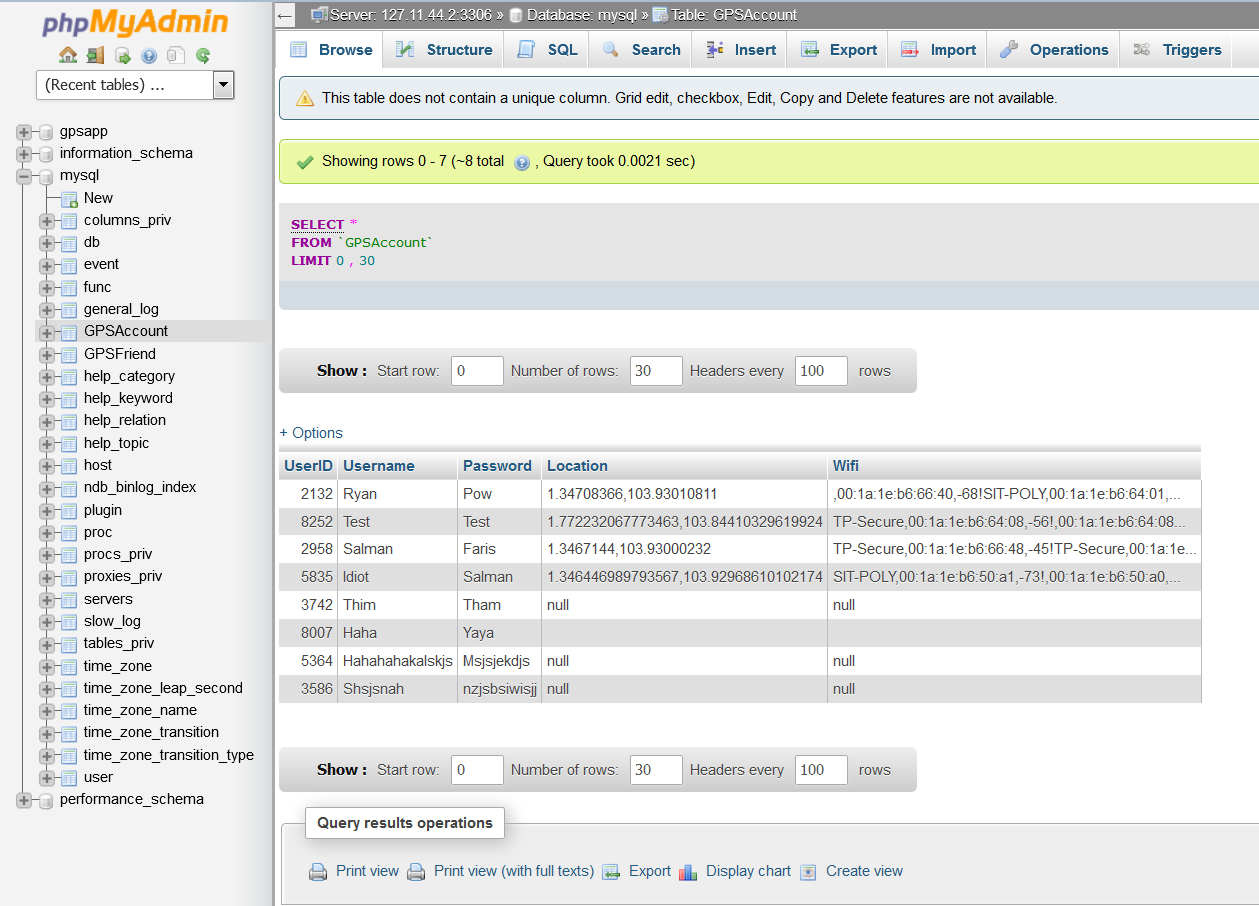 phpMyAdmin
(Recent tables) ...
gpsapp
information_schema
mysql
New
columns_priv
db
event
func
general_log
GPSAccount
GPSFriend
help_category
help_keyword
help_relation
help_topic
host
ndb_binlog_index
plugin
proc
procs_priv
proxies_priv
servers
slow_log
tables_priv
time_zone
time_zone_leap_second
time_zone_name
time_zone_transition
time_zone_transition_type
user
performance_schema
Server: 127.11.44.2:3306 » Database: mysql » Table: GPSAccount
Browse Structure SQL Search Insert Export Import Operations Triggers
This table does not contain a unique column. Grid edit, checkbox, Edit, Copy and Delete features are not available.
Showing rows 0 - 7 (~8 total , Query took 0.0021 sec)
SELECT *
FROM `GPSAccount`
LIMIT 0 , 30
Show : Start row: 0 Number of rows: 30 Headers every 100 rows
+ Options
UserID Username Password Location Wifi
2132 Ryan Pow 1.34708366,103.93010811 ,00:1a:1e:b6:66:40,-68!SIT-POLY,00:1a:1e:b6:64:01,...
8252 Test Test 1.772232067773463,103.84410329619924 TP-Secure,00:1a:1e:b6:64:08,-56!,00:1a:1e:b6:64:08...
2958 Salman Faris 1.3467144,103.93000232 TP-Secure,00:1a:1e:b6:66:48,-45!TP-Secure,00:1a:1e...
5835 Idiot Salman 1.346446989793567,103.92968610102174 SIT-POLY,00:1a:1e:b6:50:a1,-73!,00:1a:1e:b6:50:a0,...
3742 Thim Tham null null
8007 Haha Yaya
5364 Hahahahakalskjs Msjsjekdjs null null
3586 Shsjsnah nzjsbsiwisjj null null
Show : Start row: 0 Number of rows: 30 Headers every 100 rows
Query results operations
Print view Print view (with full texts) Export Display chart Create view